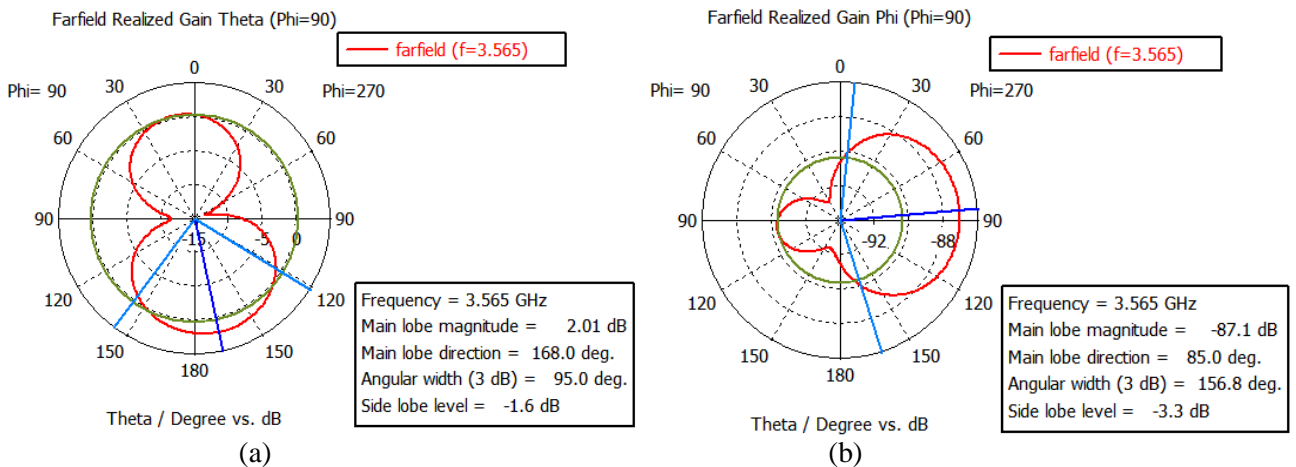 Farfield Realized Gain Theta (Phi=90)
farfield (f=3.565)
0
30
30
Phi= 90
Phi=270
60
60
90
90
-15
-5
0
120
120
150
150
180
Theta / Degree vs. dB
Frequency = 3.565 GHz
Main lobe magnitude = 2.01 dB
Main lobe direction = 168.0 deg.
Angular width (3 dB) = 95.0 deg.
Side lobe level = -1.6 dB
(a)
Farfield Realized Gain Phi (Phi=90)
farfield (f=3.565)
0
30
30
Phi= 90
Phi=270
60
60
90
90
-92
-88
120
120
150
150
180
Theta / Degree vs. dB
Frequency = 3.565 GHz
Main lobe magnitude = -87.1 dB
Main lobe direction = 85.0 deg.
Angular width (3 dB) = 156.8 deg.
Side lobe level = -3.3 dB
(b)